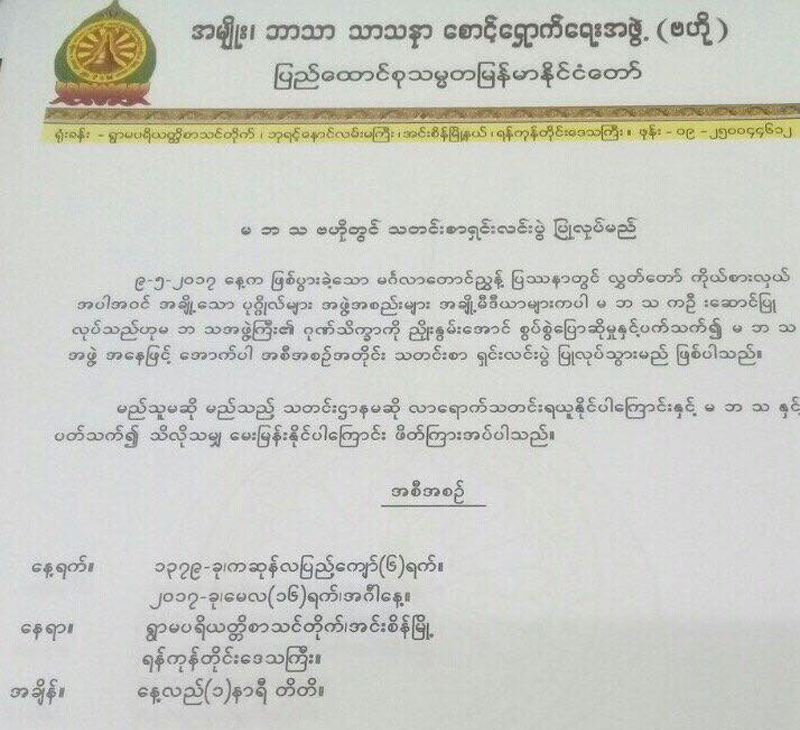 အမျိုး၊ ဘာသာ သာသနာ စောင့်ရှောက်ရေးအဖွဲ့ (ဗဟို)
ပြည်ထောင်စုသမ္မတမြန်မာနိုင်ငံတော်
ရုံးခန်း - ရွာမပရိယတ္တိစာသင်တိုက် ၊ ဘုရင့်နောင်လမ်းမကြီး ၊အင်းစိန်မြို့နယ် ၊ ရန်ကုန်တိုင်းဒေသကြီး ။ ဖုန်း - ၀၉ - ၂၅၀၀၄၄၆၁၂
မ ဘ သ ဗဟိုတွင် သတင်းစာရှင်းလင်းပွဲ ပြုလုပ်မည်
၉-၅-၂၀၁၇ နေ့က ဖြစ်ပွားခဲ့သော မင်္ဂလာတောင်ညွန့် ပြဿနာတွင် လွှတ်တော် ကိုယ်စားလှယ်
အပါအဝင် အချို့သော ပုဂ္ဂိုလ်များ အဖွဲ့အစည်းများ အချို့မီဒီယာများကပါ မ ဘ သ ကဦ းဆောင်ပြု
လုပ်သည်ဟုမ ဘ သအဖွဲ့ကြီး၏ ဂုဏ်သိက္ခာကို ညှိုးနွမ်းအောင် စွပ်စွဲပြောဆိုမှုနှင့်ပက်သက်၍ မ ဘ သ
အဖွဲ့ အနေဖြင့် အောက်ပါ အစီအစဉ်အတိုင်း သတင်းစာ ရှင်းလင်းပွဲ ပြုလုပ်သွားမည် ဖြစ်ပါသည်။
မည်သူမဆို မည်သည့် သတင်းဌာနမဆို လာရောက်သတင်းရယူနိုင်ပါကြောင်းနှင့် မ ဘ သ နှင့်
ပတ်သက်၍ သိလိုသမျှ မေးမြန်းနိုင်ပါကြောင်း ဖိတ်ကြားအပ်ပါသည်။
အစီအစဉ်
နေ့ရက်။ ၁၃၇၉-ခု၊ကဆုန်လပြည့်ကျော်(၆)ရက်။
၂၀၁၇-ခု၊မေလ(၁၆)ရက်၊အင်္ဂါနေ့။
နေရာ။ ရွာမပရိယတ္တိစာသင်တိုက်၊အင်းစိန်မြို့
ရန်ကုန်တိုင်းဒေသကြီး။
အချိန်။ နေ့လည်(၁)နာရီ တိတိ။